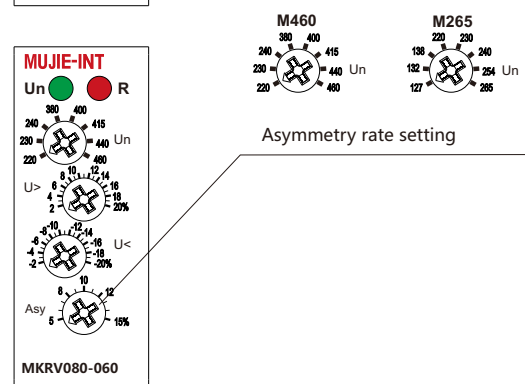 M460
380 400
240 415
230 440 Un
220 460
M265
220 230
138 240
132 254 Un
127 265
Asymmetry rate setting
MUJIE-INT
Un R
380 400
240 415
230 440 Un
220 460
U>
8 10 12 14
6 16
4 18
2 20%
U<
-8 -10 -12 -14
-6 -16
-4 -18
-2 -20%
Asy
8 10 12
5 15%
MKRV080-060